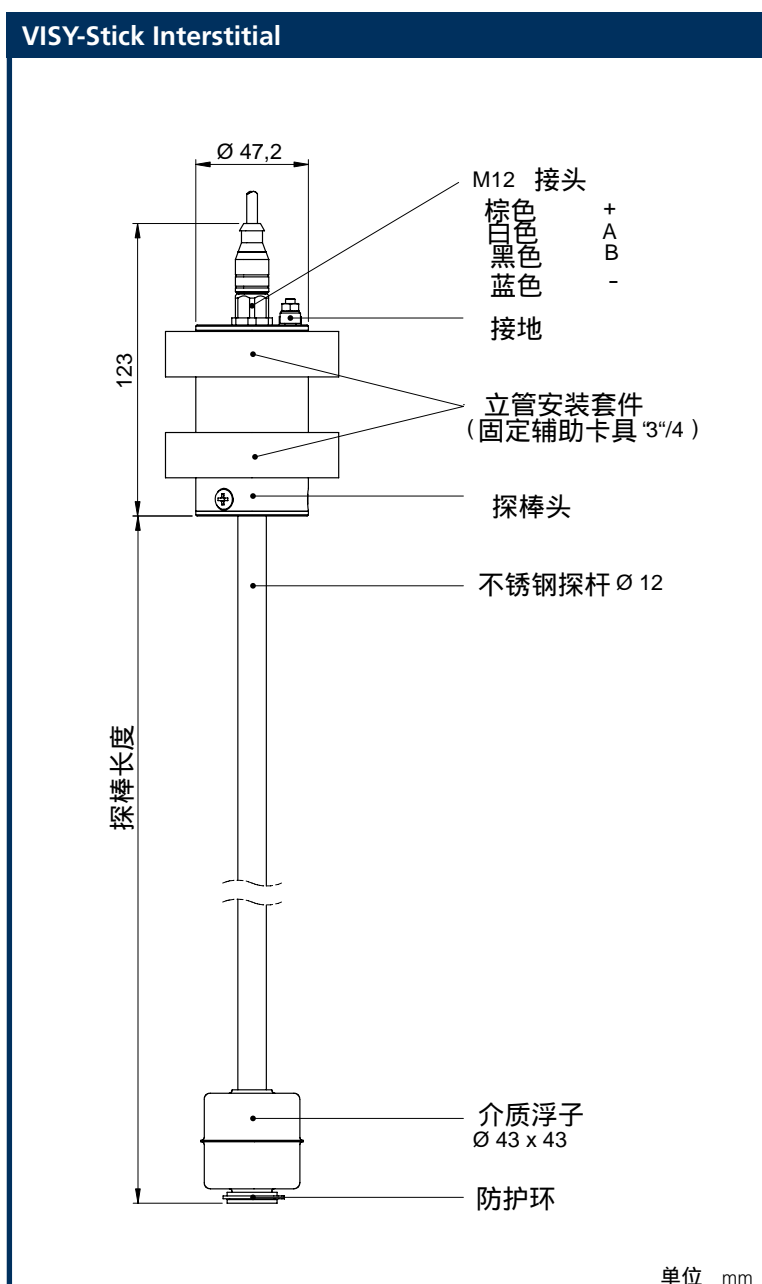 VISY-Stick Interstitial
Ø 47,2
M12 接头
棕色 +
白色 A
黑色 B
蓝色 -
接地
123
立管安装套件
(固定辅助卡具 “3“/4 )
探棒头
不锈钢探杆 Ø 12
探棒长度
介质浮子
Ø 43 x 43
防护环
单位 mm